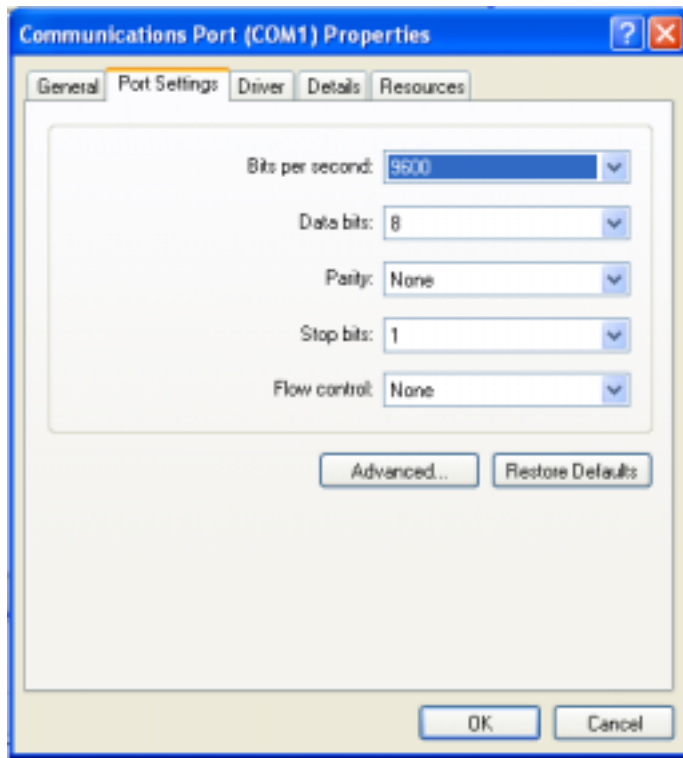 Communications Port (COM1) Properties
General Port Settings Driver Details Resources
Bits per second: 9600
Data bits: 8
Parity: None
Stop bits: 1
Flow control: None
Advanced... Restore Defaults
OK Cancel